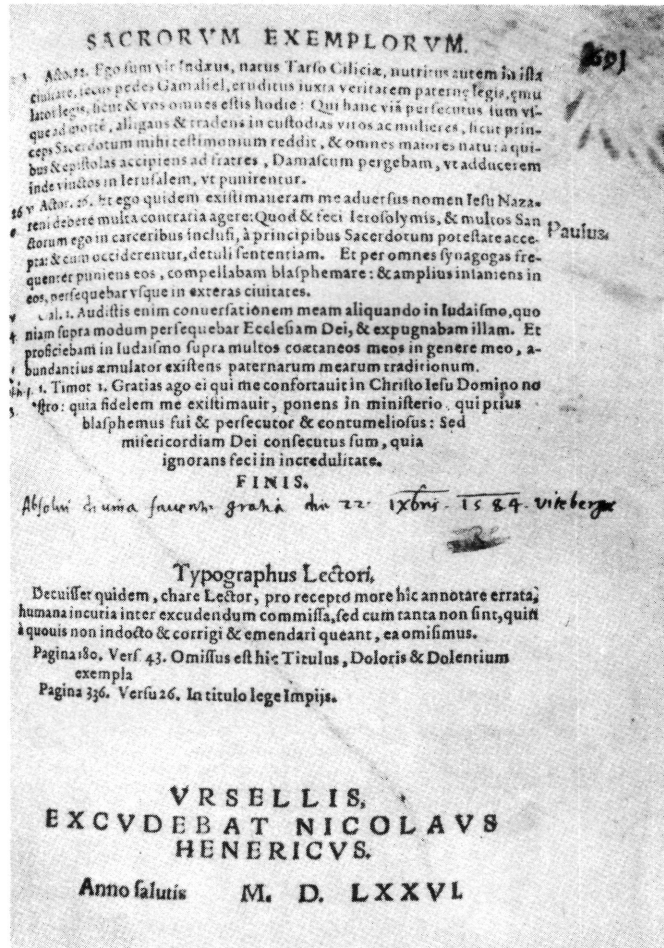 SACRORVM EXEMPLORVM.
691
Acto. 22. Ego sum vir Iudæus, natus Tarso Ciliciæ, nutritus autem in ista
ciuitate, secus pedes Gamaliel, eruditus iuxta veritatem paternę legis, ęmu
lator legis, sicut & vos omnes estis hodie: Qui hanc viā persecutus sum vs-
que ad mortē, alligans & tradens in custodias viros ac mulieres, sicut prin-
ceps Sacerdotum mihi testimonium reddit, & omnes maiores natu: a qui-
bus & epistolas accipiens ad fratres, Damascum pergebam, vt adducerem
inde vinctos in Ierusalem, vt punirentur.
26 v Actor. 26. Et ego quidem existimaueram me aduersus nomen Iesu Naza-
reni debere multa contraria agere: Quod & feci Ierosolymis, & multos San
ctorum ego in carceribus inclusi, à principibus Sacerdotum potestate acce-
pta: & cum occiderentur, detuli sententiam. Et per omnes synagogas fre-
quenter puniens eos, compellabam blasphemare: & amplius insaniens in
eos, persequebar vsque in exteras ciuitates.
Paulus.
Gal. 1. Audistis enim conuersationem meam aliquando in Iudaismo, quo
niam supra modum persequebar Ecclesiam Dei, & expugnabam illam. Et
proficiebam in Iudaismo supra multos coætaneos meos in genere meo, a-
bundantius æmulator existens paternarum mearum traditionum.
1. Timot 1. Gratias ago ei qui me confortauit in Christo Iesu Domino no
stro: quia fidelem me existimauit, ponens in ministerio qui prius
blasphemus fui & persecutor & contumeliosus: Sed
misericordiam Dei consecutus sum, quia
ignorans feci in incredulitate.
FINIS.
Absolui diuina fauente gratia die 22. IXbris. 1584. Vitebergæ
Typographus Lectori.
Decuisset quidem, chare Lector, pro recepto more hîc annotare errata,
humana incuria inter excudendum commissa, sed cum tanta non sint, quin
à quouis non indocto & corrigi & emendari queant, ea omisimus.
Pagina 180. Vers 43. Omissus est hic Titulus, Doloris & Dolentium
exempla
Pagina 336. Versu 26. In titulo lege Impijs.
VRSELLIS,
EXCVDEBAT NICOLAVS
HENERICVS.
Anno salutis M. D. LXXVI.